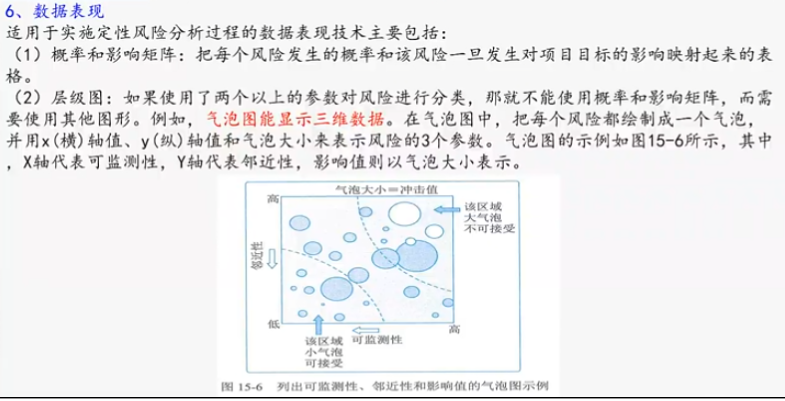 6、数据表现
适用于实施定性风险分析过程的数据表现技术主要包括：
（1）概率和影响矩阵：把每个风险发生的概率和该风险一旦发生对项目目标的影响映射起来的表
格。
（2）层级图：如果使用了两个以上的参数对风险进行分类，那就不能使用概率和影响矩阵，而需
要使用其他图形。例如，气泡图能显示三维数据。在气泡图中，把每个风险都绘制成一个气泡，
并用x(横)轴值、y(纵)轴值和气泡大小来表示风险的3个参数。气泡图的示例如图15-6所示，其中
，X轴代表可监测性，Y轴代表邻近性，影响值则以气泡大小表示。
气泡大小＝冲击值
高
该区域
大气泡
不可接受
邻近性
低
高
可监测性
该区域
小气泡
可接受
图 15-6 列出可监测性、邻近性和影响值的气泡图示例